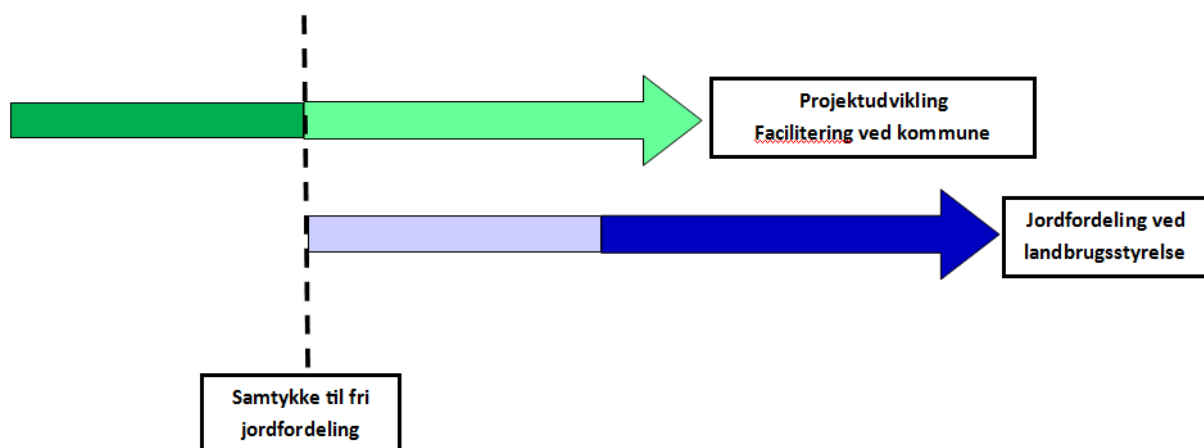 Projektudvikling
Facilitering ved kommune
Jordfordeling ved
landbrugsstyrelse
Samtykke til fri
jordfordeling